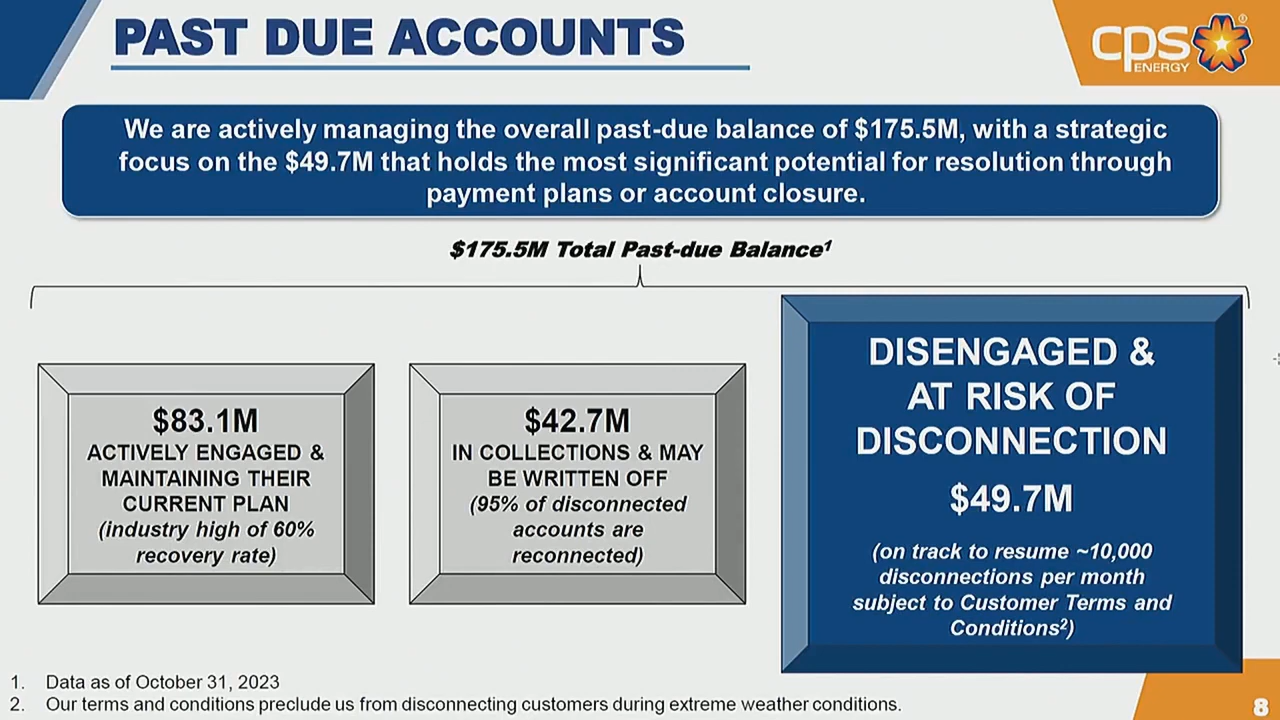 PAST DUE ACCOUNTS
cps
ENERGY
®
We are actively managing the overall past-due balance of $175.5M, with a strategic
focus on the $49.7M that holds the most significant potential for resolution through
payment plans or account closure.
$175.5M Total Past-due Balance¹
$83.1M
ACTIVELY ENGAGED &
MAINTAINING THEIR
CURRENT PLAN
(industry high of 60%
recovery rate)
$42.7M
IN COLLECTIONS & MAY
BE WRITTEN OFF
(95% of disconnected
accounts are
reconnected)
DISENGAGED &
AT RISK OF
DISCONNECTION
$49.7M
(on track to resume ~10,000
disconnections per month
subject to Customer Terms and
Conditions²)
1. Data as of October 31, 2023
2. Our terms and conditions preclude us from disconnecting customers during extreme weather conditions.
8